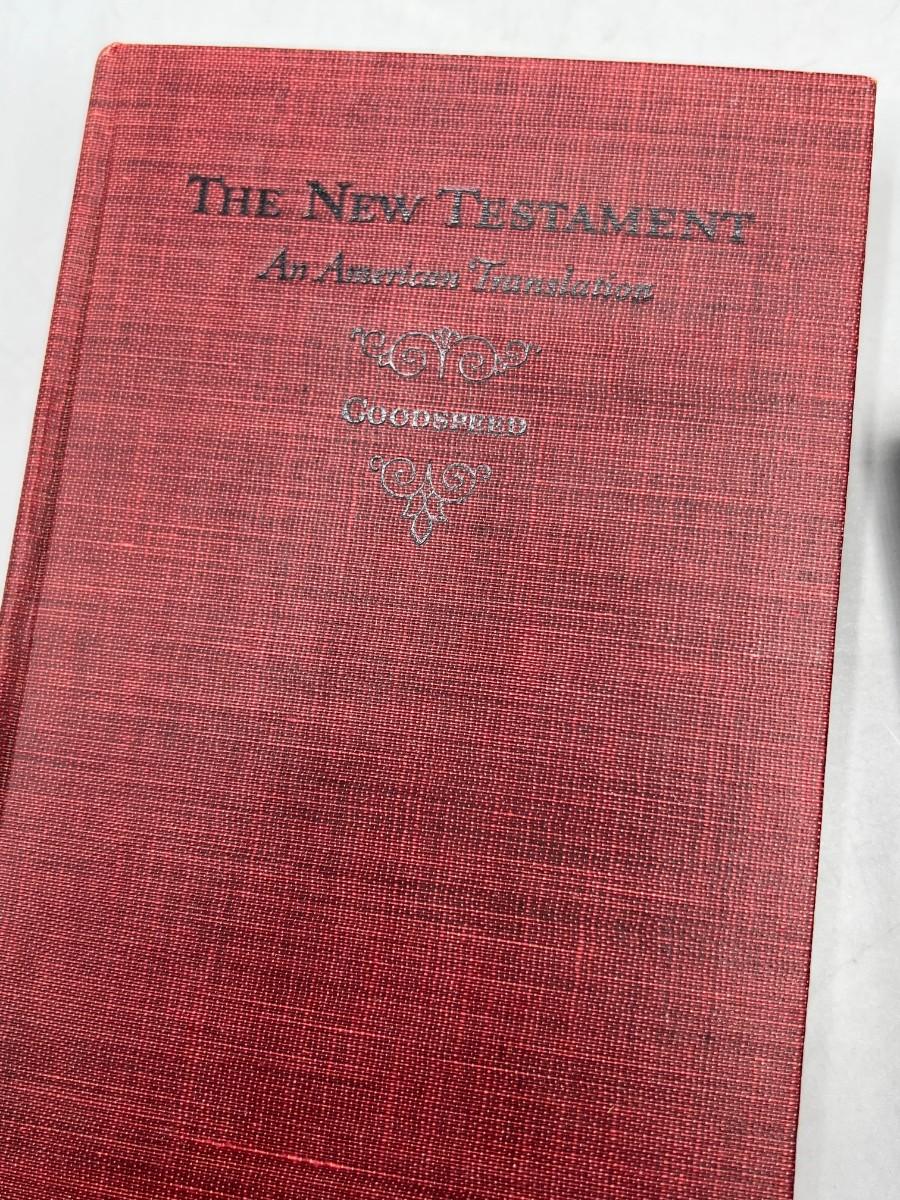 THE NEW TESTAMENT
An American Translation
GOODSPEED